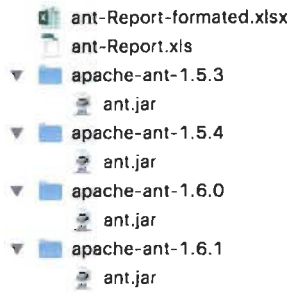 ant-Report-formated.xlsx
ant-Report.xls
apache-ant-1.5.3
ant.jar
apache-ant-1.5.4
ant.jar
apache-ant-1.6.0
ant.jar
apache-ant-1.6.1
ant.jar